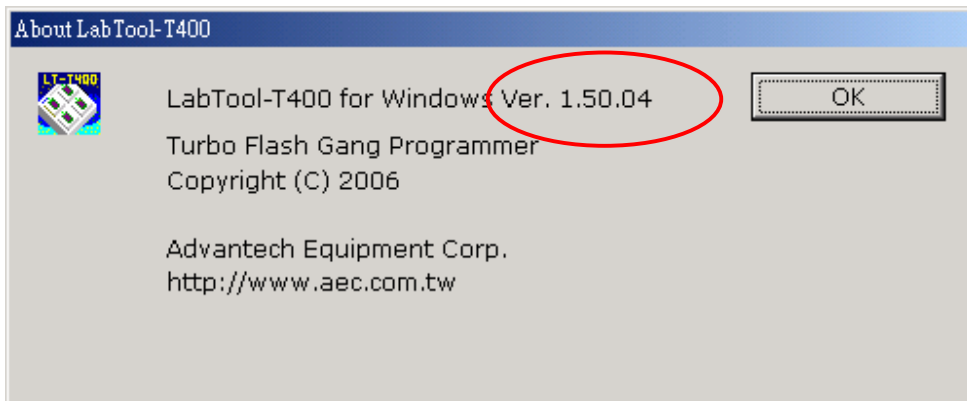 About LabTool-T400
LT-T400
LabTool-T400 for Windows Ver. 1.50.04
OK
Turbo Flash Gang Programmer
Copyright (C) 2006
Advantech Equipment Corp.
http://www.aec.com.tw